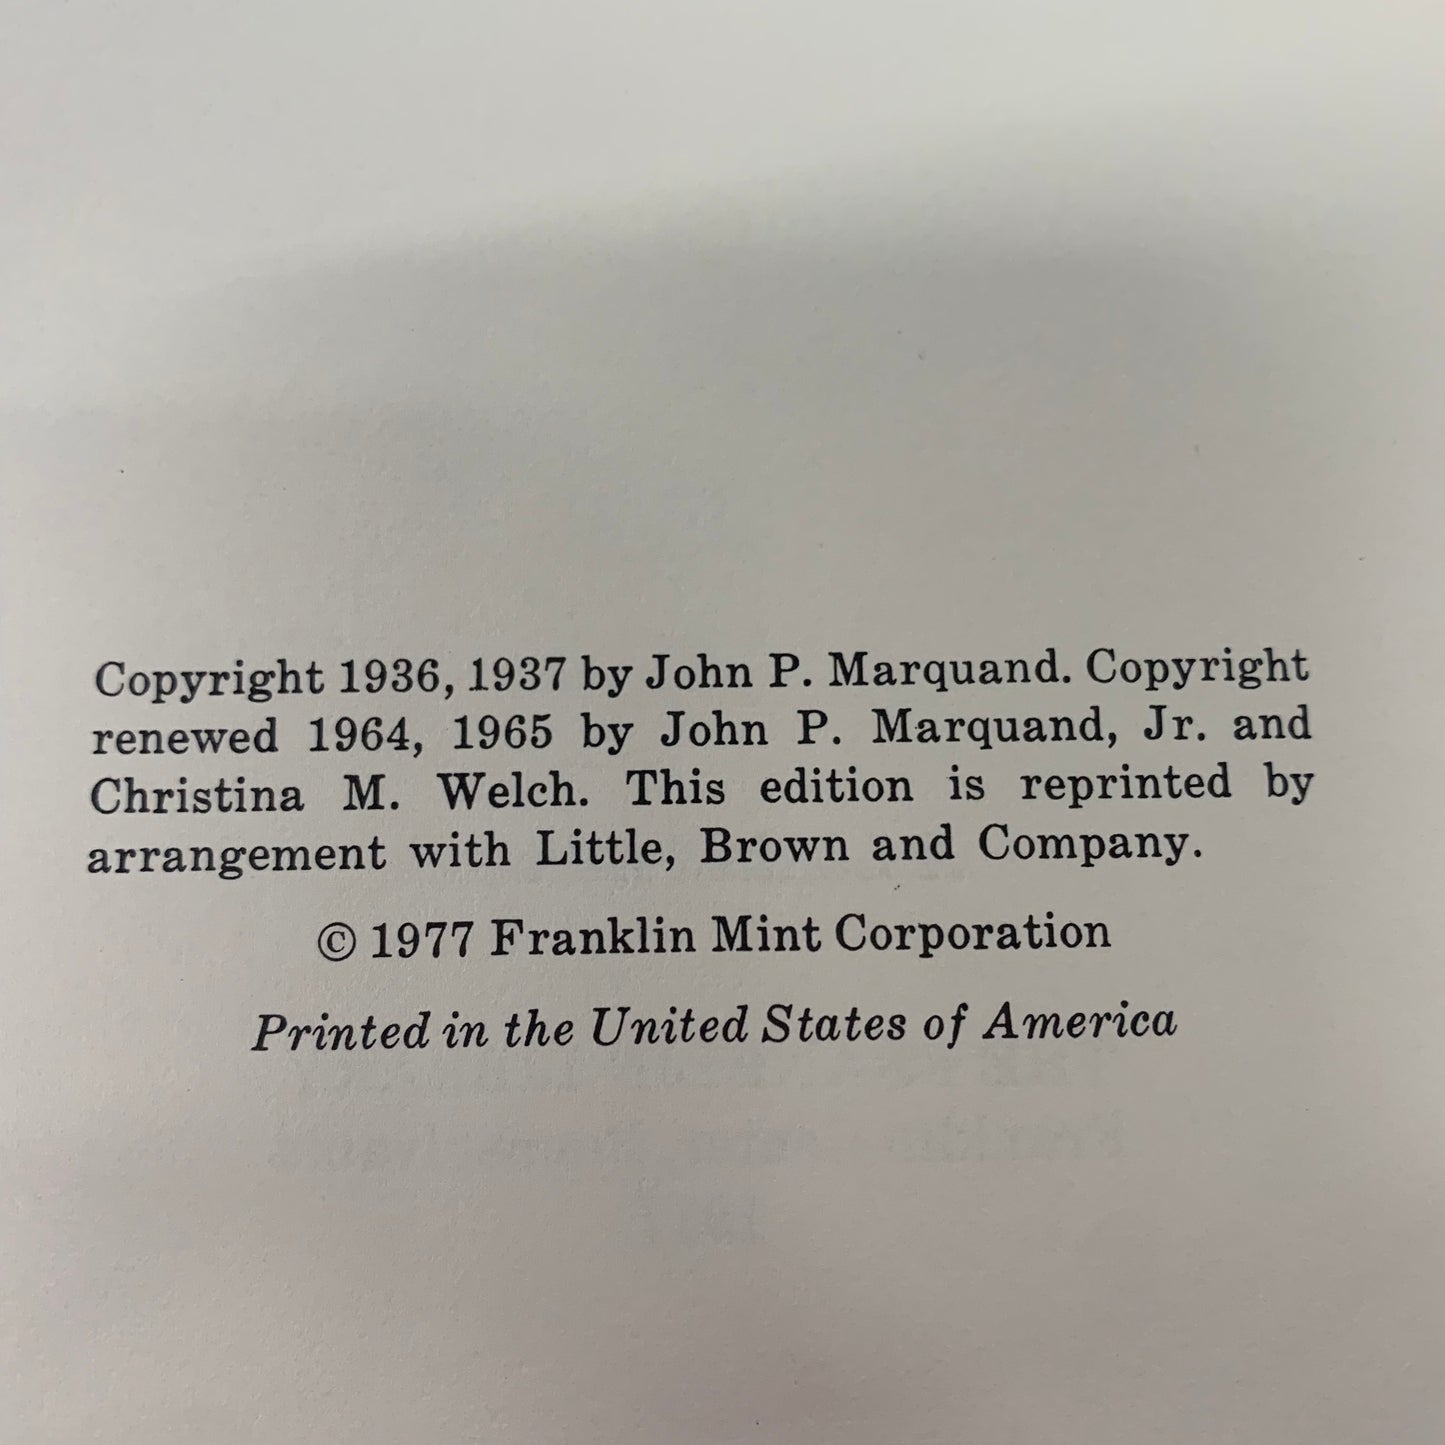 Copyright 1936, 1937 by John P. Marquand. Copyright
renewed 1964, 1965 by John P. Marquand, Jr. and
Christina M. Welch. This edition is reprinted by
arrangement with Little, Brown and Company.
© 1977 Franklin Mint Corporation
Printed in the United States of America